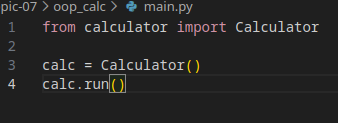 pic-07 > oop_calc > main.py
1 from calculator import Calculator
2
3 calc = Calculator()
4 calc.run()